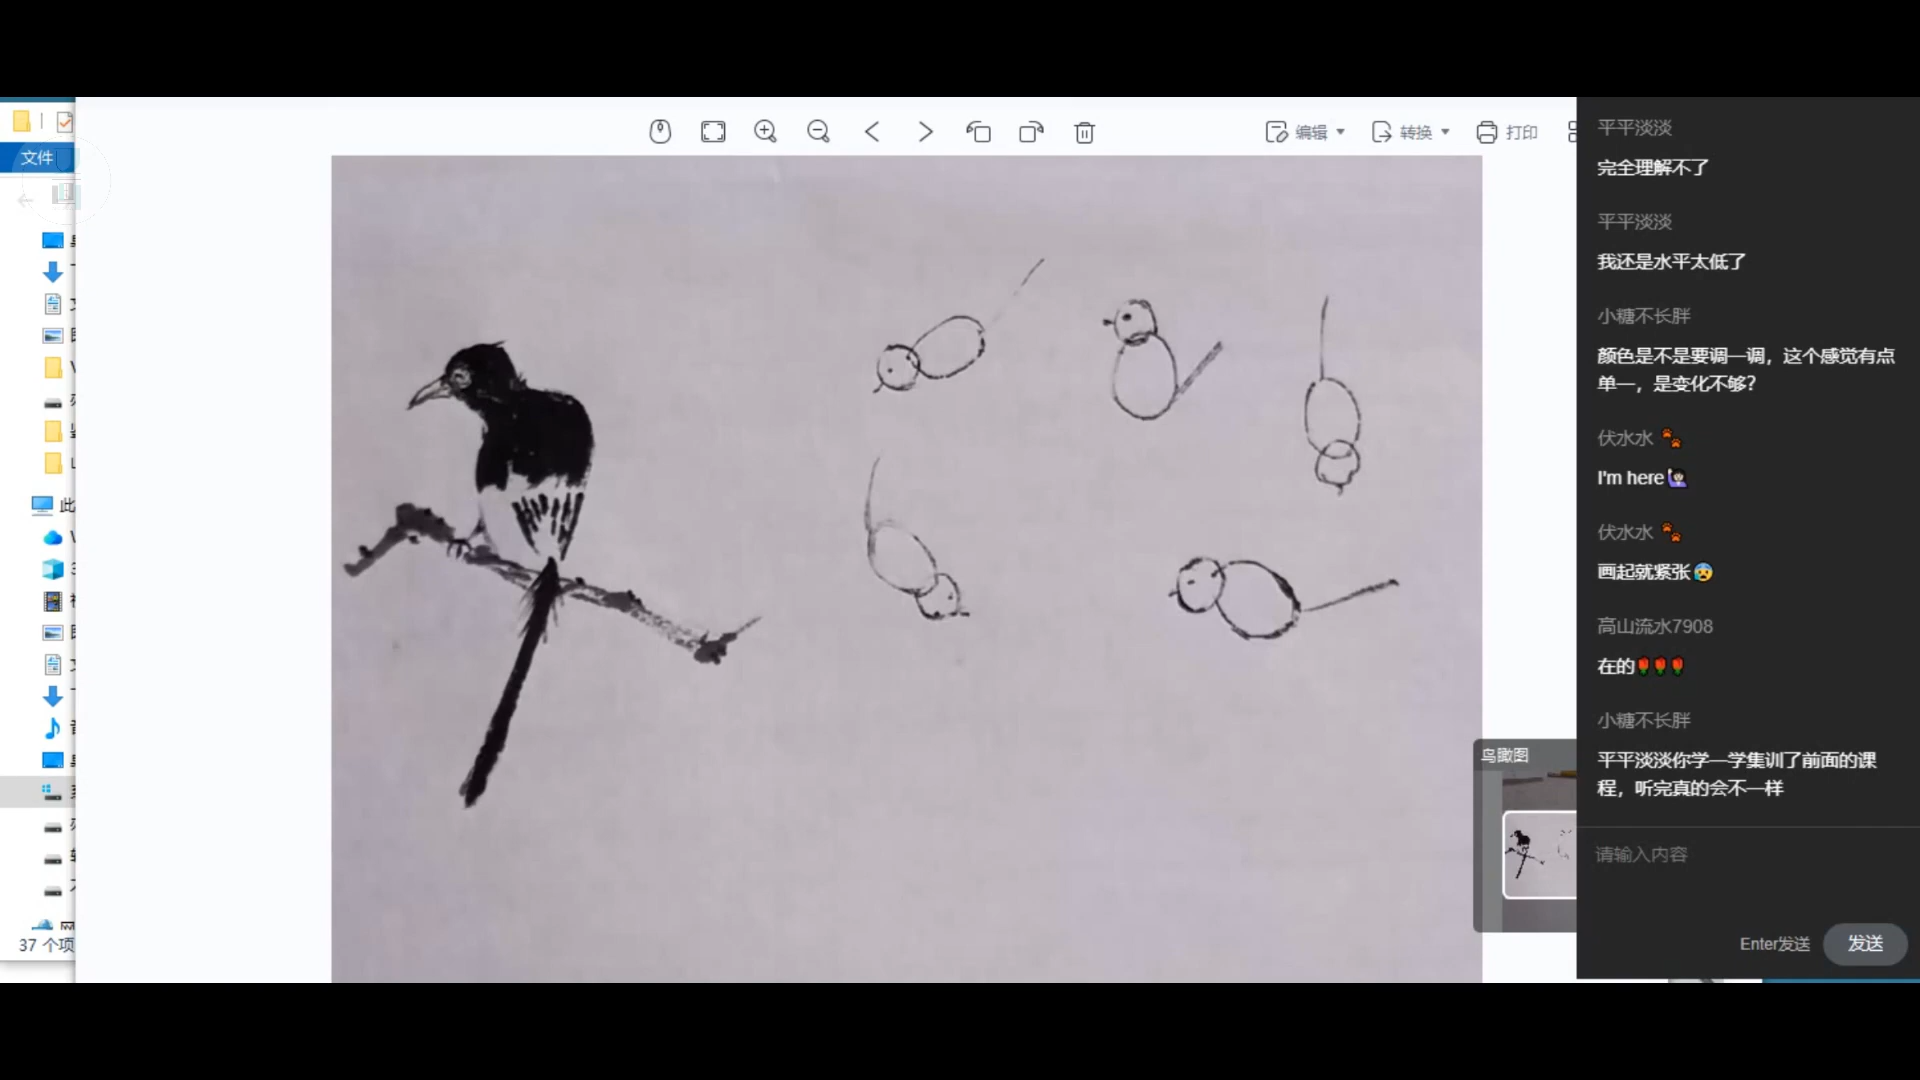 编辑
转换
打印
文件
此
37 个项
鸟瞰图
平平淡淡
完全理解不了
平平淡淡
我还是水平太低了
小糖不长胖
颜色是不是要调一调，这个感觉有点
单一，是变化不够？
伏水水 🐾
I'm here🙋🏻‍♀️
伏水水 🐾
画起就紧张😰
高山流水7908
在的🌹🌹🌹
小糖不长胖
平平淡淡你学一学集训了前面的课
程，听完真的会不一样
请输入内容
Enter发送
发送